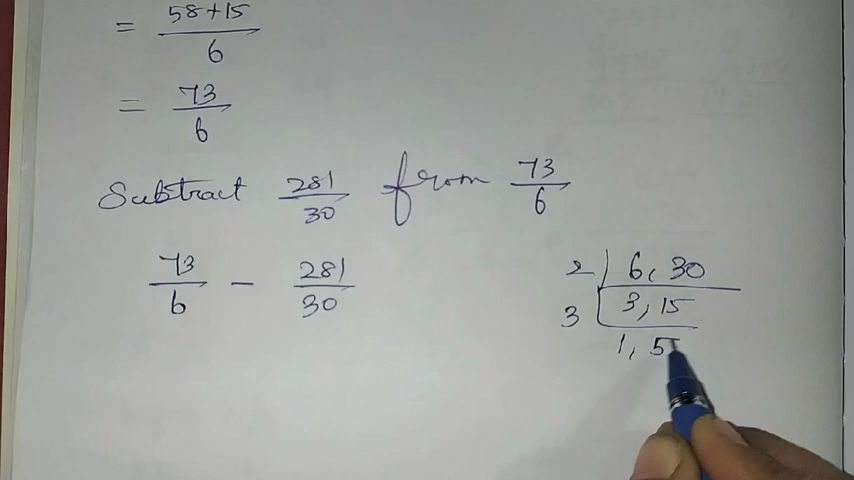 = 58+15 / 6
= 73 / 6
Subtract 281/30 from 73/6
73/6 - 281/30
2 | 6, 30
3 | 3, 15
1, 5